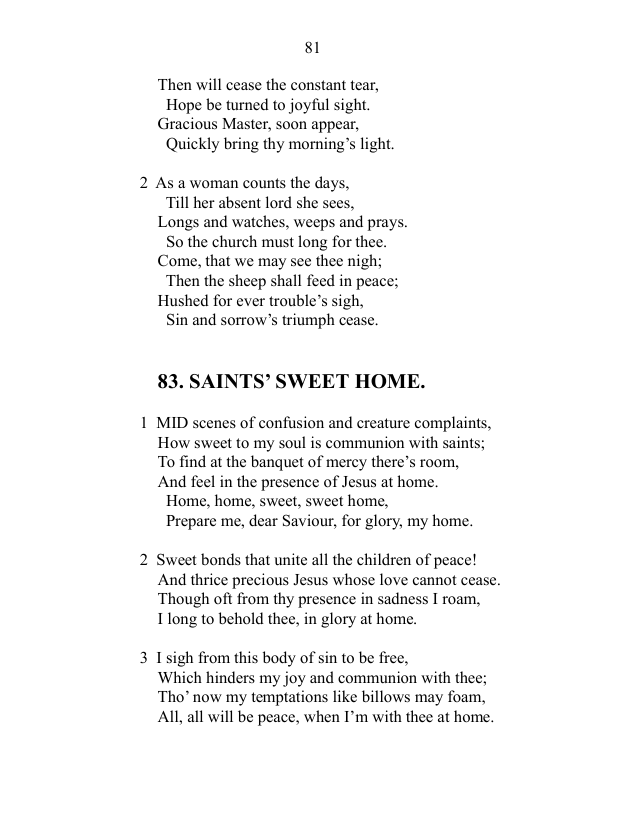 81
Then will cease the constant tear,
Hope be turned to joyful sight.
Gracious Master, soon appear,
Quickly bring thy morning’s light.
2 As a woman counts the days,
Till her absent lord she sees,
Longs and watches, weeps and prays.
So the church must long for thee.
Come, that we may see thee nigh;
Then the sheep shall feed in peace;
Hushed for ever trouble’s sigh,
Sin and sorrow’s triumph cease.
83. SAINTS’ SWEET HOME.
1 MID scenes of confusion and creature complaints,
How sweet to my soul is communion with saints;
To find at the banquet of mercy there’s room,
And feel in the presence of Jesus at home.
Home, home, sweet, sweet home,
Prepare me, dear Saviour, for glory, my home.
2 Sweet bonds that unite all the children of peace!
And thrice precious Jesus whose love cannot cease.
Though oft from thy presence in sadness I roam,
I long to behold thee, in glory at home.
3 I sigh from this body of sin to be free,
Which hinders my joy and communion with thee;
Tho’ now my temptations like billows may foam,
All, all will be peace, when I’m with thee at home.